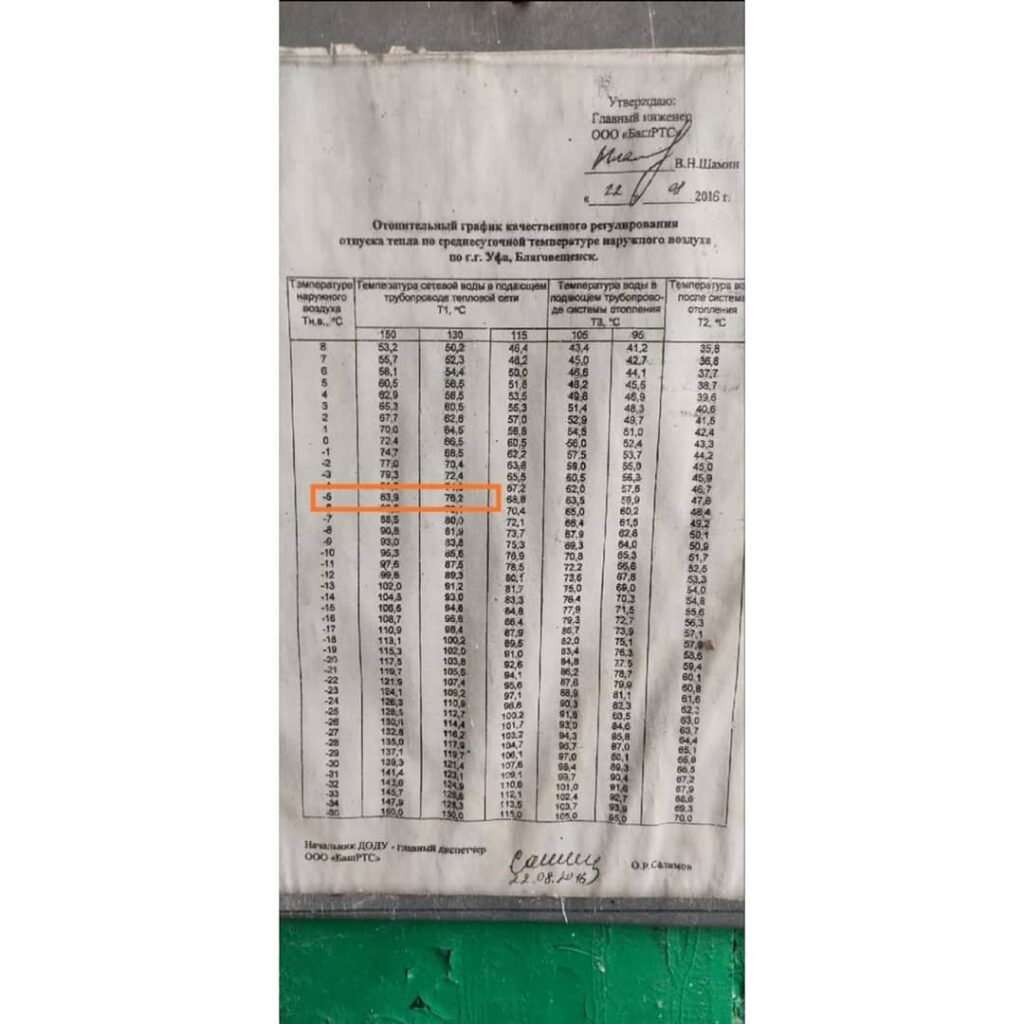 Утверждаю:
Главный инженер
ООО «БашРТС»
В.Н.Шамин
« 22 » 08 2016 г.
Отопительный график качественного регулирования
отпуска тепла по среднесуточной температуре наружного воздуха
по г.г. Уфа, Благовещенск.
Температура наружного воздуха Тн.в., °С
Температура сетевой воды в подающем трубопроводе тепловой сети Т1, °С
Температура воды в подающем трубопрово- де системы отопления Т3, °С
Температура во после систем отопления Т2, °С
150 130 115 105 95
8 53,2 50,2 46,4 43,4 41,2 35,8
7 55,7 52,3 48,2 45,0 42,7 36,8
6 58,1 54,4 50,0 46,6 44,1 37,7
5 60,5 56,5 51,8 48,2 45,5 38,7
4 62,9 58,5 53,5 49,8 46,9 39,6
3 65,3 60,5 55,3 51,4 48,3 40,6
2 67,7 62,6 57,0 52,9 49,7 41,5
1 70,0 64,5 58,8 54,5 51,0 42,4
0 72,4 66,5 60,5 56,0 52,4 43,3
-1 74,7 68,5 62,2 57,5 53,7 44,2
-2 77,0 70,4 63,8 59,0 55,0 45,0
-3 79,3 72,4 65,5 60,5 56,3 45,9
67,2 62,0 57,6 46,7
-5 83,9 76,2 68,8 63,5 58,9 47,6
70,4 65,0 60,2 48,4
-7 88,5 80,0 72,1 66,4 61,5 49,2
-8 90,8 81,9 73,7 67,9 62,8 50,1
-9 93,0 83,8 75,3 69,3 64,0 50,9
-10 95,3 85,6 76,9 70,8 65,3 51,7
-11 97,6 87,5 78,5 72,2 66,6 52,5
-12 99,8 89,3 80,1 73,6 67,8 53,3
-13 102,0 91,2 81,7 75,0 69,0 54,0
-14 104,3 93,0 83,3 76,4 70,3 54,8
-15 106,5 94,8 84,8 77,9 71,5 55,6
-16 108,7 96,6 86,4 79,3 72,7 56,3
-17 110,9 98,4 87,9 80,7 73,9 57,1
-18 113,1 100,2 89,5 82,0 75,1 57,9
-19 115,3 102,0 91,0 83,4 76,3 58,6
-20 117,5 103,8 92,6 84,8 77,5 59,4
-21 119,7 105,6 94,1 86,2 78,7 60,1
-22 121,9 107,4 95,6 87,6 79,9 60,8
-23 124,1 109,2 97,1 88,9 81,1 61,6
-24 126,3 110,9 98,6 90,3 82,3 62,3
-25 128,5 112,7 100,2 91,6 83,5 63,0
-26 114,4 101,7 93,0 84,6 63,7
-27 132,8 116,2 103,2 94,3 85,8 64,4
-28 135,0 117,9 104,7 95,7 87,0 65,1
-29 137,1 119,7 106,1 97,0 65,8
-30 139,3 121,4 107,6 98,4 89,3 66,5
-31 141,4 123,1 109,1 99,7 90,4 67,2
-32 124,9 110,6 101,0 91,6 67,9
-33 145,7 126,6 112,1 102,4 92,7 68,6
-34 147,9 128,3 113,5 103,7 93,9 69,3
-35 150,0 130,0 115,0 105,0 95,0 70,0
Начальник ДОДУ - главный диспетчер
ООО «БашРТС»
22.08.2016
О.Р.Салимов